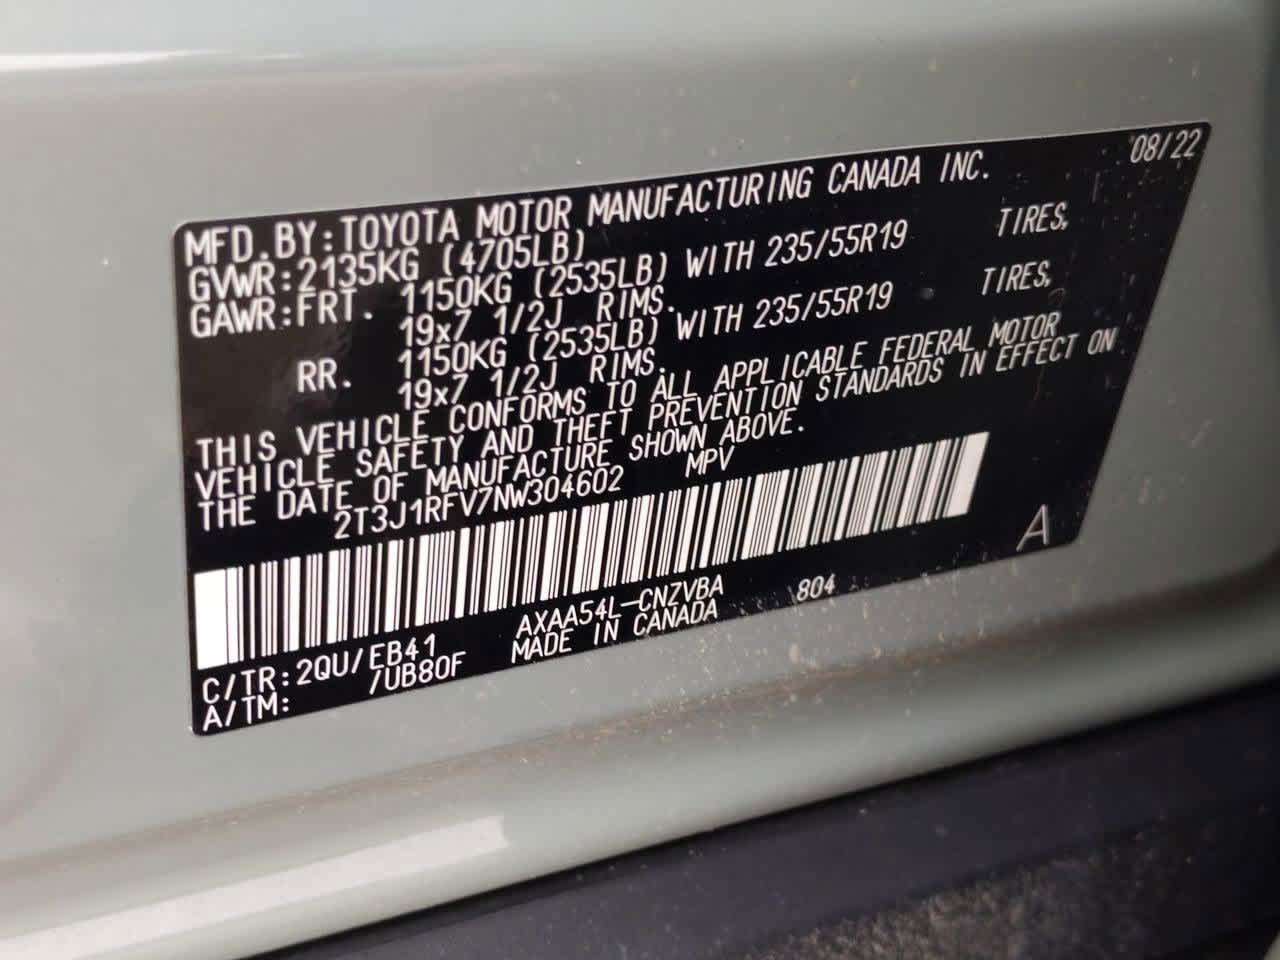 08/22
MFD.BY:TOYOTA MOTOR MANUFACTURING CANADA INC.
GVWR:2135KG (4705LB)
GAWR:FRT. 1150KG (2535LB) WITH 235/55R19 TIRES,
19x7 1/2J RIMS.
RR. 1150KG (2535LB) WITH 235/55R19 TIRES,
19x7 1/2J RIMS.
THIS VEHICLE CONFORMS TO ALL APPLICABLE FEDERAL MOTOR
VEHICLE SAFETY AND THEFT PREVENTION STANDARDS IN EFFECT ON
THE DATE OF MANUFACTURE SHOWN ABOVE.
2T3J1RFV7NW304602 MPV
A
C/TR:2QU/EB41 AXAA54L-CNZVBA 804
A/TM: /UB80F MADE IN CANADA